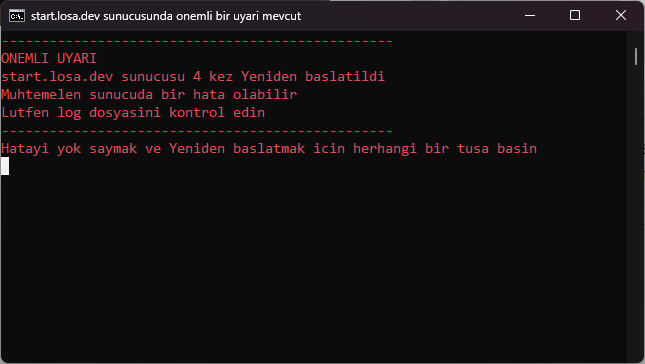 start.losa.dev sunucusunda onemli bir uyari mevcut
-------------------------------------------------
ONEMLI UYARI
start.losa.dev sunucusu 4 kez Yeniden baslatildi
Muhtemelen sunucuda bir hata olabilir
Lutfen log dosyasini kontrol edin
-------------------------------------------------
Hatayi yok saymak ve Yeniden baslatmak icin herhangi bir tusa basin